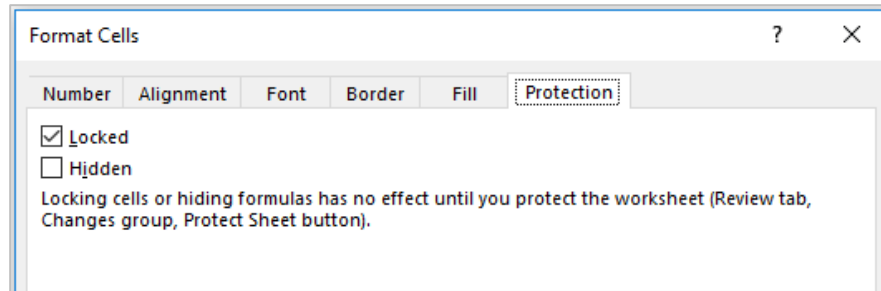 Format Cells ?
Number Alignment Font Border Fill Protection
Locked
Hidden
Locking cells or hiding formulas has no effect until you protect the worksheet (Review tab,
Changes group, Protect Sheet button).